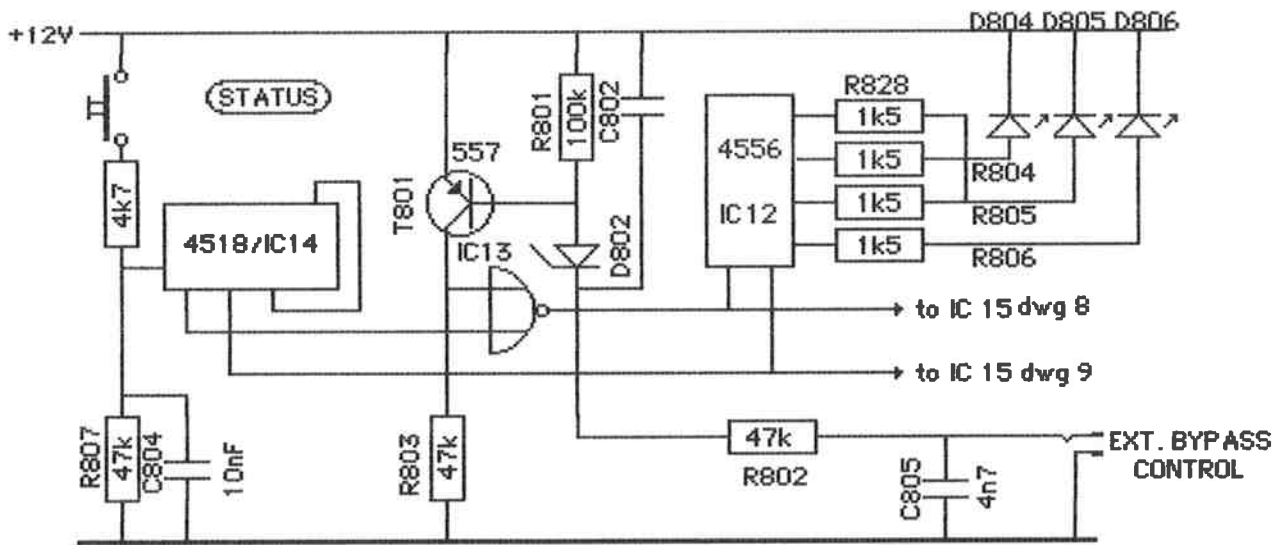 D804 D805 D806
+12V
STATUS
R801
100k
C802
R828
1k5
4556
IC12
1k5
R804
1k5
R805
1k5
R806
557
T801
4k7
4518/IC14
IC13
D802
to IC 15 dwg 8
to IC 15 dwg 9
R807
47k
C804
10nF
R803
47k
47k
R802
C805
4n7
EXT. BYPASS
CONTROL